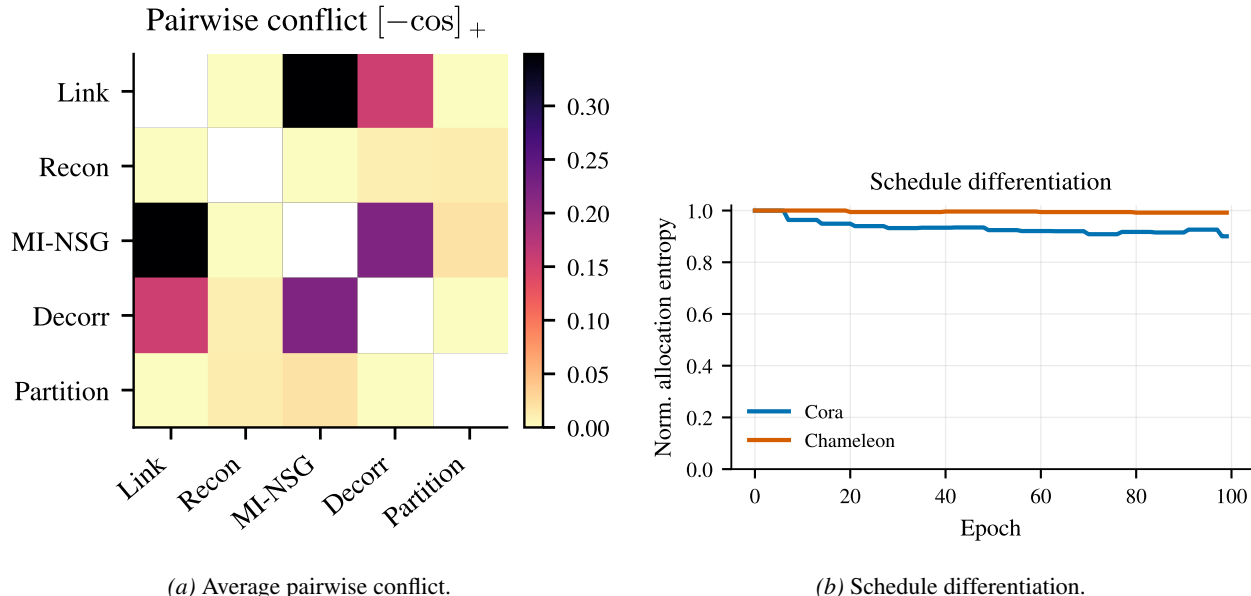 Pairwise conflict [−cos]₊
Link
Recon
MI-NSG
Decorr
Partition
Link
Recon
MI-NSG
Decorr
Partition
0.30
0.25
0.20
0.15
0.10
0.05
0.00
(a) Average pairwise conflict.
Schedule differentiation
Norm. allocation entropy
1.0
0.8
0.6
0.4
0.2
0.0
Cora
Chameleon
0 20 40 60 80 100
Epoch
(b) Schedule differentiation.